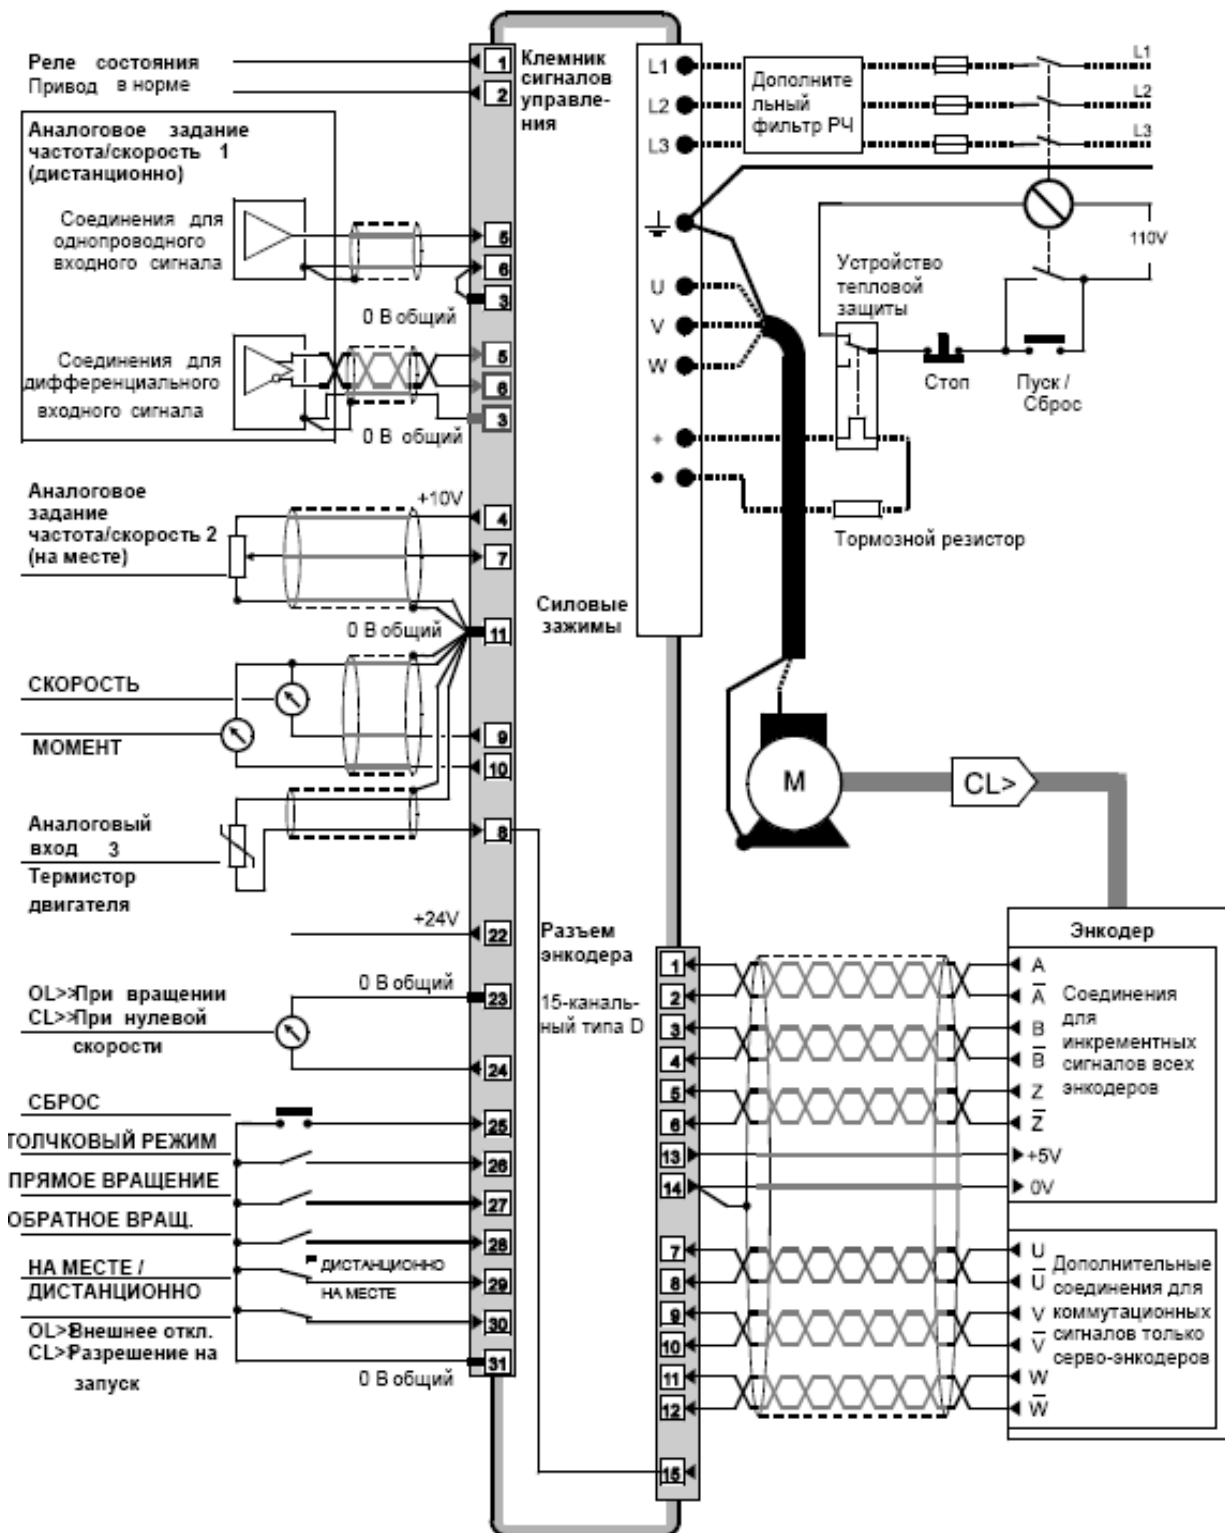 Реле состояния
Привод в норме
1
2
Клемник
сигналов
управле-
ния
Аналоговое задание
частота/скорость 1
(дистанционно)
Соединения для
однопроводного
входного сигнала
5
6
3
0 В общий
Соединения для
дифференциального
входного сигнала
5
6
3
0 В общий
Аналоговое
задание
частота/скорость 2
(на месте)
+10V
4
7
0 В общий
11
СКОРОСТЬ
МОМЕНТ
9
10
Аналоговый
вход 3
Термистор
двигателя
8
+24V
22
0 В общий
23
OL>>При вращении
CL>>При нулевой
скорости
24
СБРОС
25
ТОЛЧКОВЫЙ РЕЖИМ
26
ПРЯМОЕ ВРАЩЕНИЕ
27
ОБРАТНОЕ ВРАЩ.
28
НА МЕСТЕ /
ДИСТАНЦИОННО
ДИСТАНЦИОННО
НА МЕСТЕ
29
OL>>Внешнее откл.
CL>>Разрешение на
запуск
30
31
0 В общий
L1
L2
L3
Дополните
льный
фильтр РЧ
L1
L2
L3
110V
U
V
W
+
Устройство
тепловой
защиты
Стоп
Пуск /
Сброс
Тормозной резистор
Силовые
зажимы
M
CL>
Разъем
энкодера
15-каналь-
ный типа D
1
2
3
4
5
6
13
14
7
8
9
10
11
12
15
Энкодер
A
A̅
B
B̅
Z
Z̅
+5V
0V
Соединения
для
инкрементных
сигналов всех
энкодеров
U
U̅
V
V̅
W
W̅
Дополнительные
соединения для
коммутационных
сигналов только
серво-энкодеров